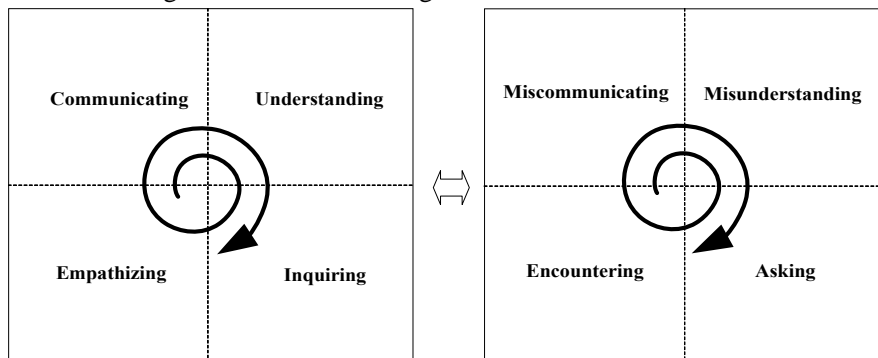 Communicating Understanding
Empathizing Inquiring
Miscommunicating Misunderstanding
Encountering Asking